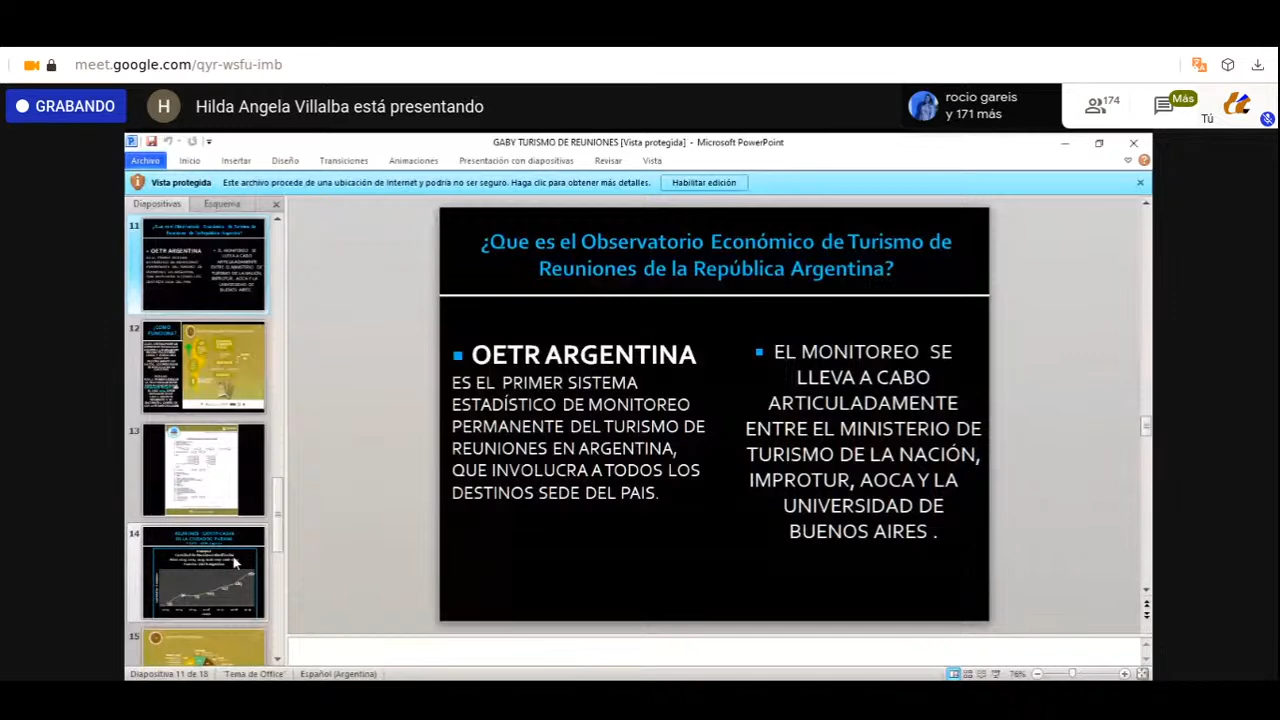 meet.google.com/qyr-wsfu-imb
GRABANDO
H
Hilda Angela Villalba está presentando
rocio gareis
y 171 más
174
Más
Tú
GABY TURISMO DE REUNIONES [Vista protegida] - Microsoft PowerPoint
Archivo Inicio Insertar Diseño Transiciones Animaciones Presentación con diapositivas Revisar Vista
Vista protegida Este archivo procede de una ubicación de Internet y podría no ser seguro. Haga clic para obtener más detalles. Habilitar edición
Diapositivas Esquema
11
OETR ARGENTINA
12
¿COMO
FUNCIONA?
13
14
15
¿Que es el Observatorio Económico de Turismo de
Reuniones de la República Argentina?
OETR ARGENTINA
ES EL PRIMER SISTEMA
ESTADÍSTICO DE MONITOREO
PERMANENTE DEL TURISMO DE
REUNIONES EN ARGENTINA,
QUE INVOLUCRA A TODOS LOS
DESTINOS SEDE DEL PAIS.
EL MONITOREO SE
LLEVA A CABO
ARTICULADAMENTE
ENTRE EL MINISTERIO DE
TURISMO DE LA NACIÓN,
IMPROTUR, AOCA Y LA
UNIVERSIDAD DE
BUENOS AIRES .
Diapositiva 11 de 18 "Tema de Office" Español (Argentina) 76%